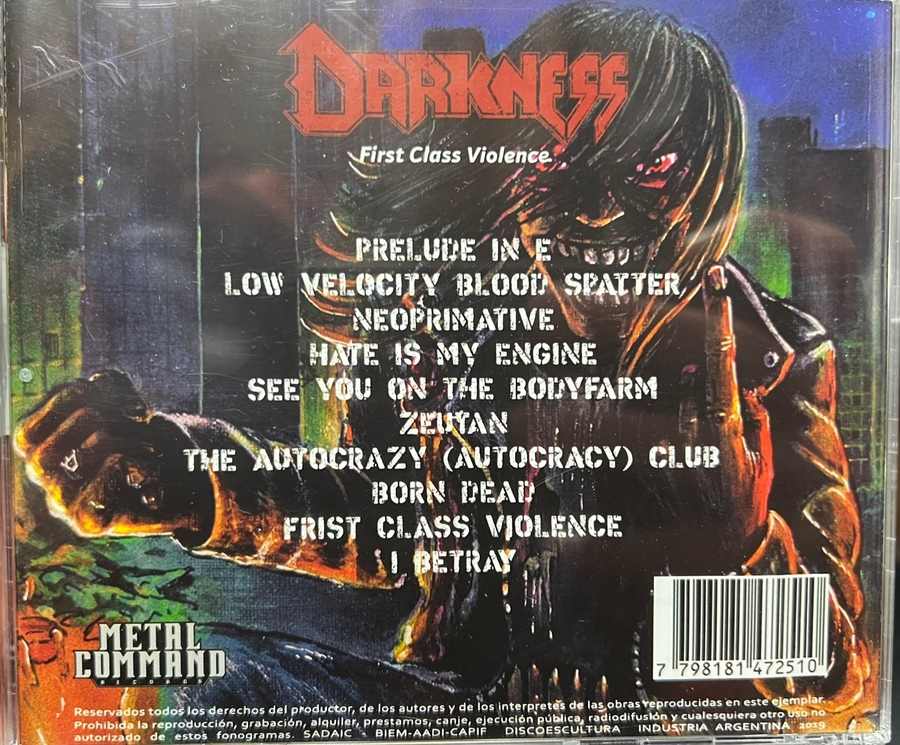 DARKNESS
First Class Violence
PRELUDE IN E
LOW VELOCITY BLOOD SPATTER
NEOPRIMATIVE
HATE IS MY ENGINE
SEE YOU ON THE BODYFARM
ZEUTAN
THE AUTOCRAZY (AUTOCRACY) CLUB
BORN DEAD
FRIST CLASS VIOLENCE
I BETRAY
METAL
COMMAND
RECORDS
7 798181 472510
Reservados todos los derechos del productor, de los autores y de los interpretes de las obras reproducidas en este ejemplar.
Prohibida la reproducción, grabación, alquiler, prestamos, canje, ejecución pública, radiodifusión y cualesquiera otro uso no
autorizado de estos fonogramas. SADAIC BIEM-AADI-CAPIF DISCOESCULTURA INDUSTRIA ARGENTINA 2019